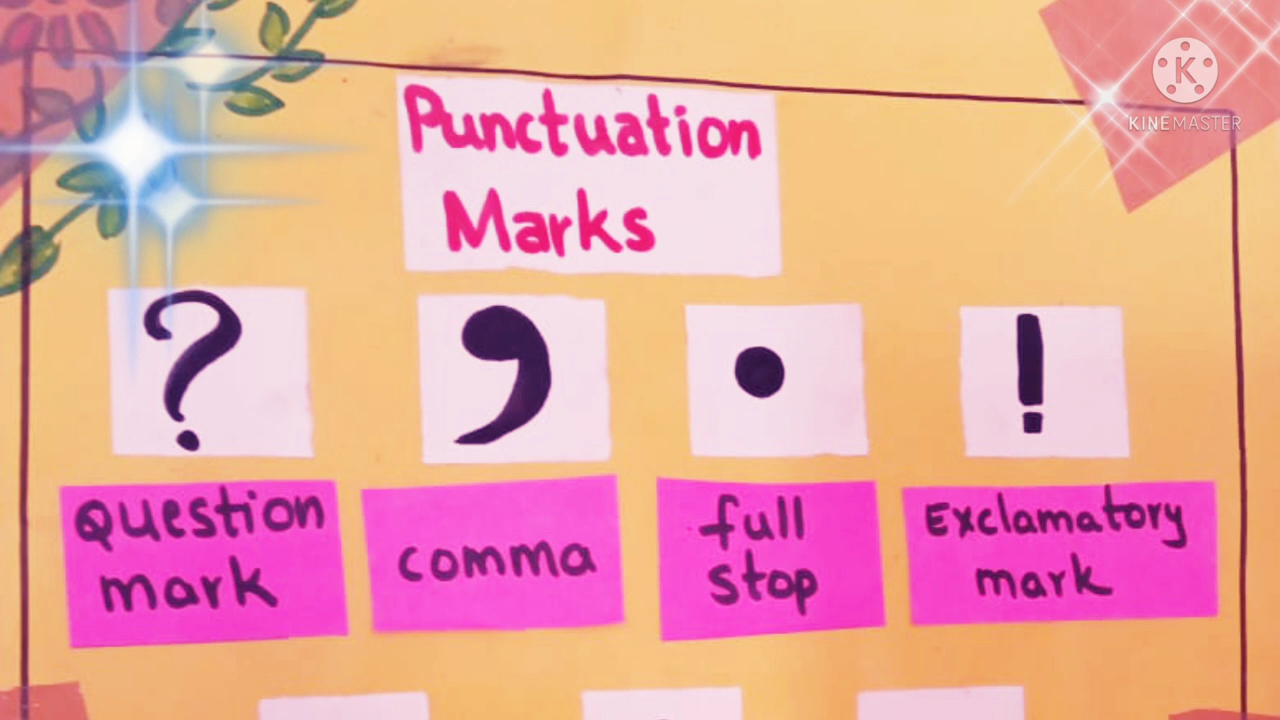 Punctuation
Marks
? , . !
Question
mark
comma
full
stop
Exclamatory
mark
K
KINEMASTER